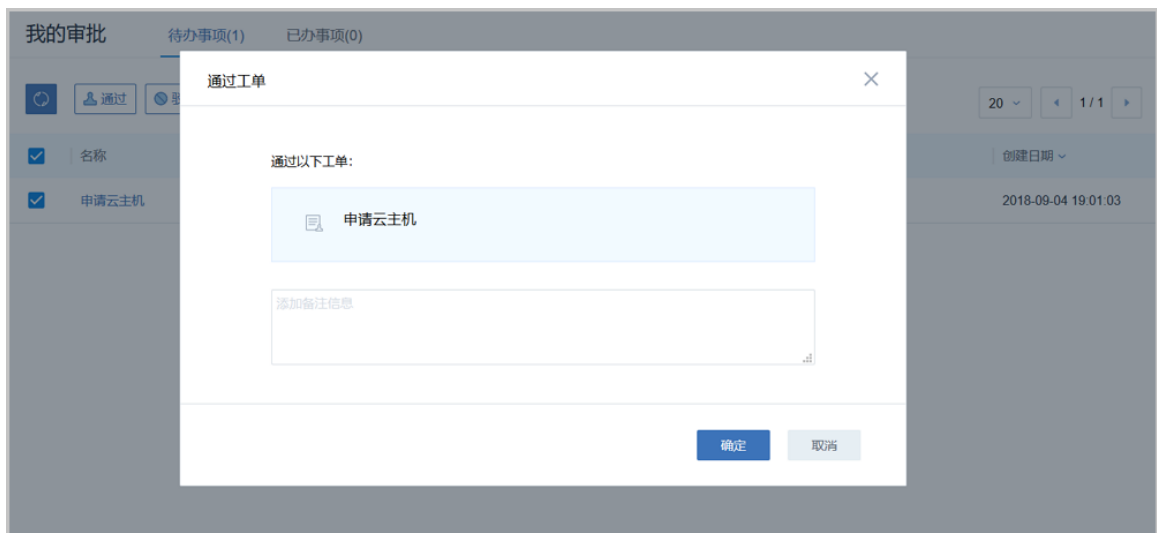 我的审批 待办事项(1) 已办事项(0)
通过工单
通过 20 1 / 1
名称 创建日期
通过以下工单:
申请云主机 2018-09-04 19:01:03
申请云主机
添加备注信息
确定 取消